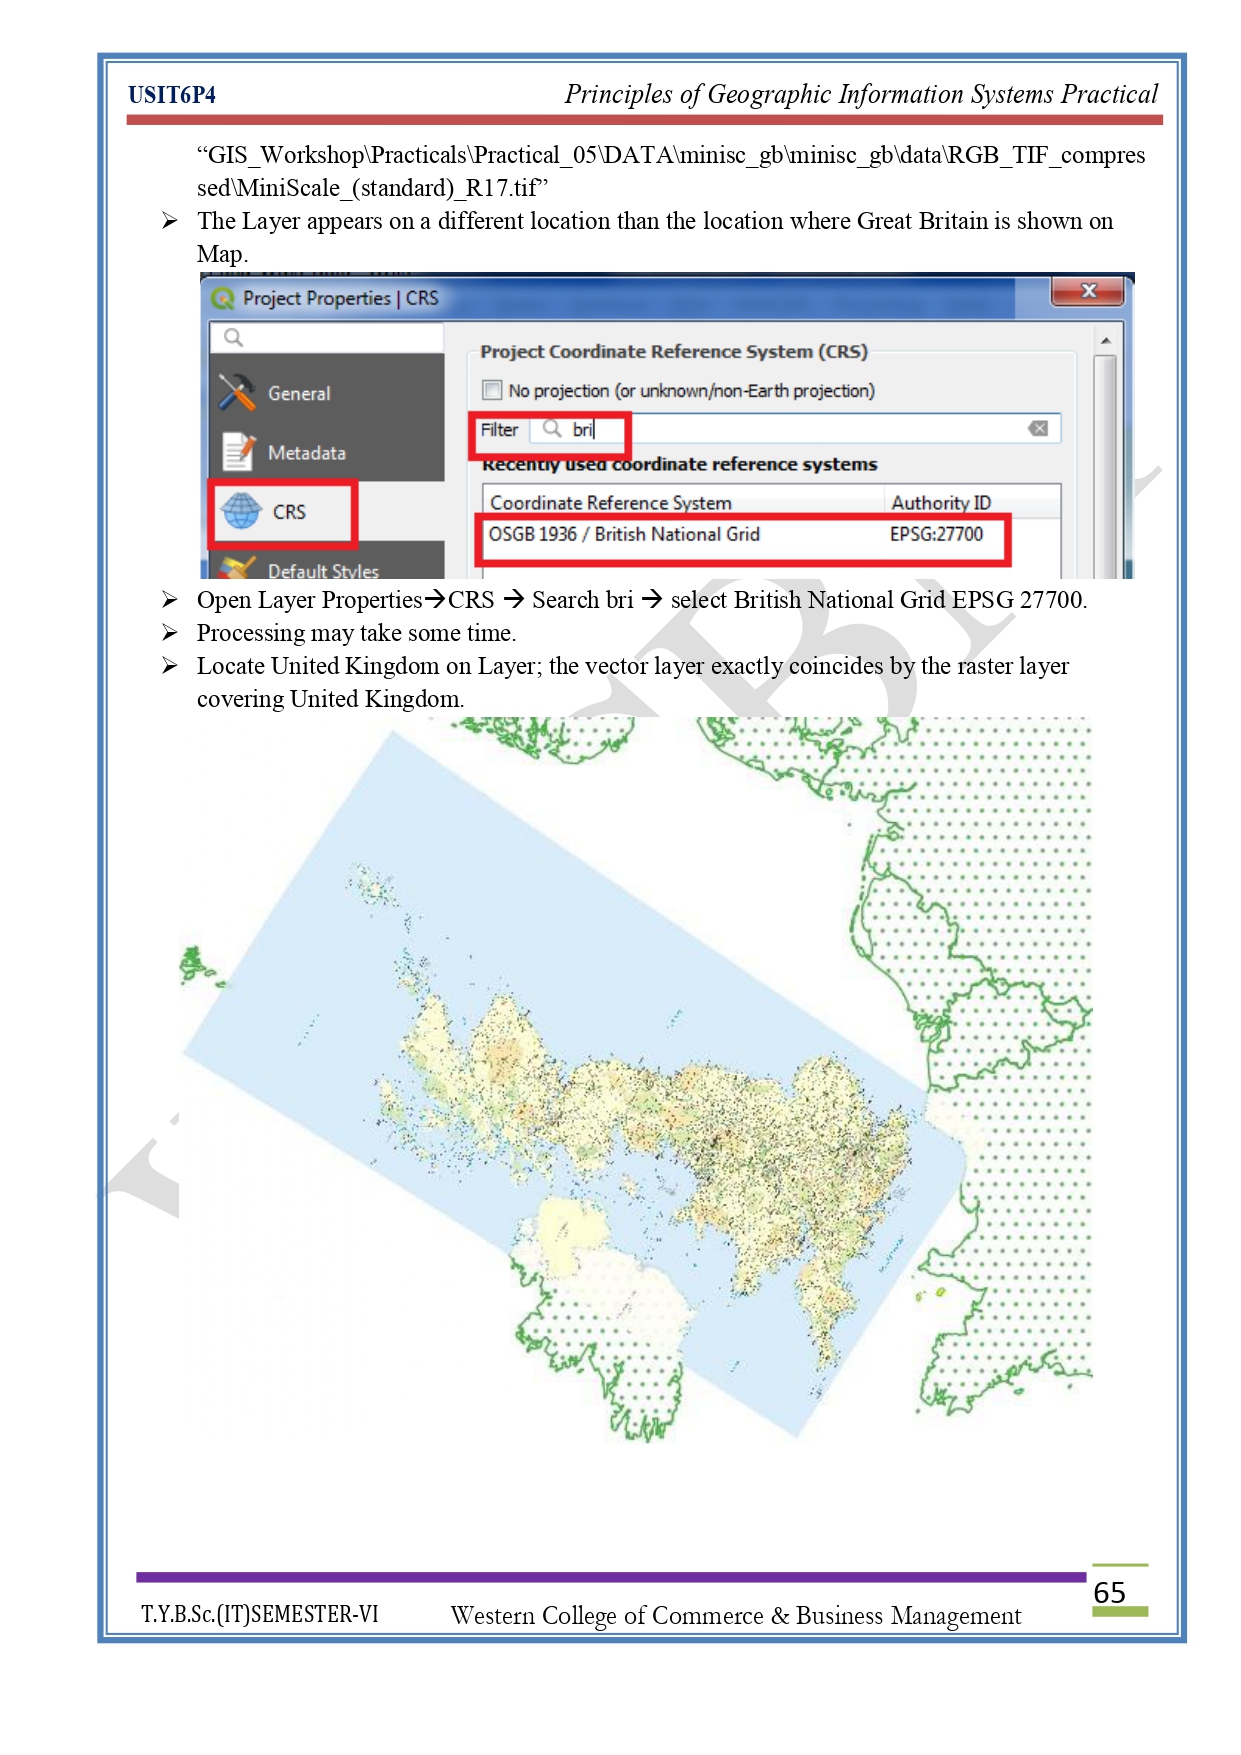 USIT6P4 Principles of Geographic Information Systems Practical
“GIS_Workshop\Practicals\Practical_05\DATA\minisc_gb\minisc_gb\data\RGB_TIF_compres
sed\MiniScale_(standard)_R17.tif”
➢ The Layer appears on a different location than the location where Great Britain is shown on
Map.
Project Properties | CRS
General
Metadata
CRS
Default Styles
Project Coordinate Reference System (CRS)
No projection (or unknown/non-Earth projection)
Filter bri
Recently used coordinate reference systems
Coordinate Reference System Authority ID
OSGB 1936 / British National Grid EPSG:27700
➢ Open Layer Properties→CRS → Search bri → select British National Grid EPSG 27700.
➢ Processing may take some time.
➢ Locate United Kingdom on Layer; the vector layer exactly coincides by the raster layer
covering United Kingdom.
65
T.Y.B.Sc.(IT)SEMESTER-VI Western College of Commerce & Business Management